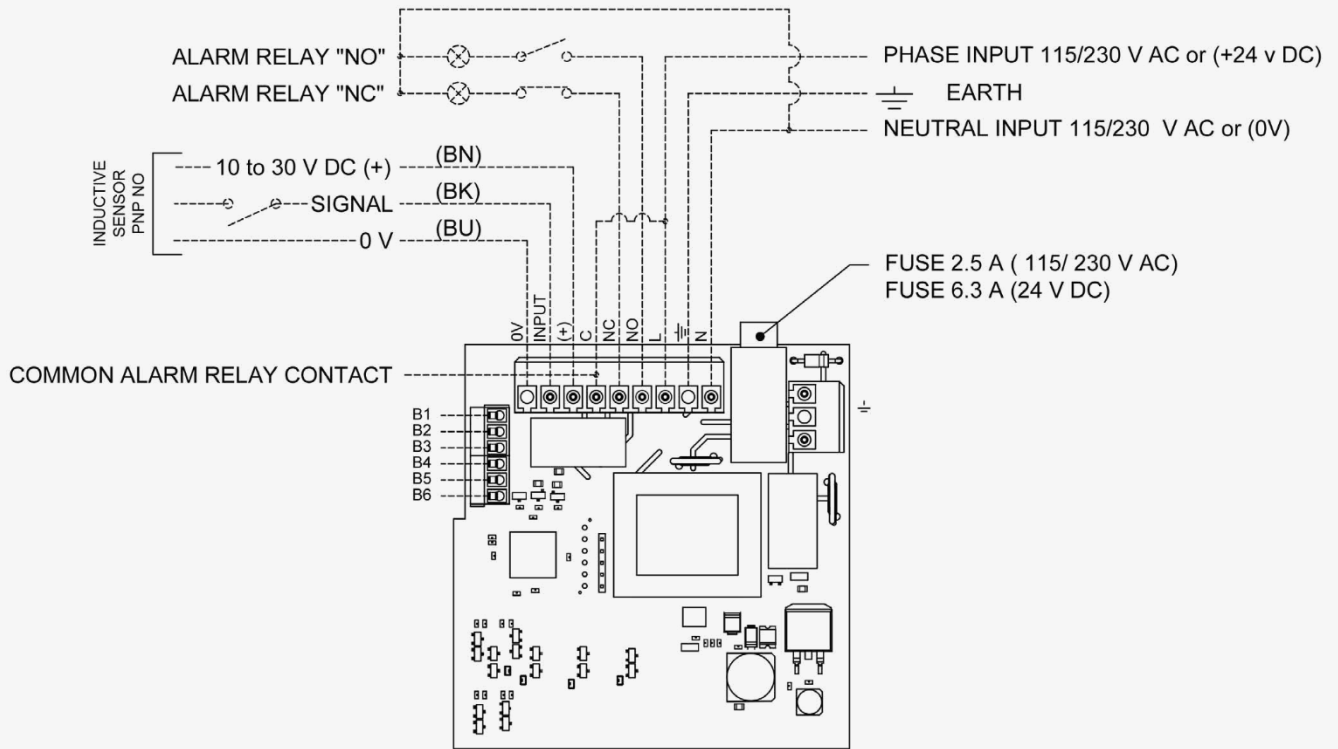 ALARM RELAY "NO"
ALARM RELAY "NC"
PHASE INPUT 115/230 V AC or (+24 v DC)
EARTH
NEUTRAL INPUT 115/230 V AC or (0V)
INDUCTIVE
SENSOR
PNP NO
10 to 30 V DC (+)
(BN)
SIGNAL
(BK)
0 V
(BU)
FUSE 2.5 A ( 115/ 230 V AC)
FUSE 6.3 A (24 V DC)
0V
INPUT
(+)
C
NC
NO
L
N
COMMON ALARM RELAY CONTACT
B1
B2
B3
B4
B5
B6